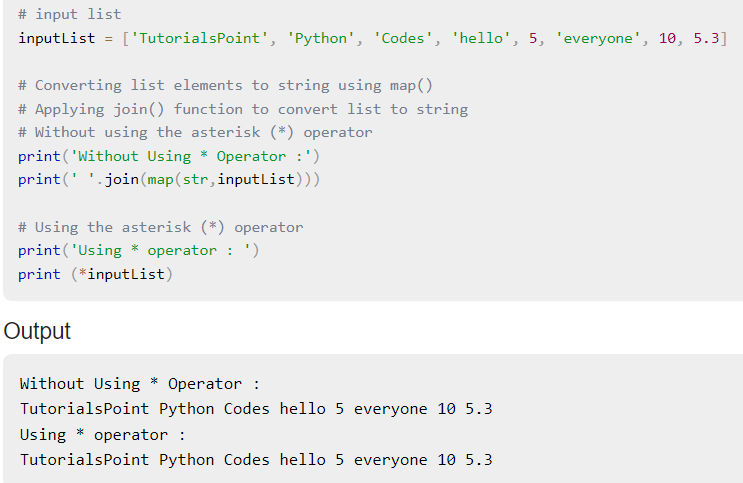 # input list
inputList = ['TutorialsPoint', 'Python', 'Codes', 'hello', 5, 'everyone', 10, 5.3]
# Converting list elements to string using map()
# Applying join() function to convert list to string
# Without using the asterisk (*) operator
print('Without Using * Operator :')
print(' '.join(map(str,inputList)))
# Using the asterisk (*) operator
print('Using * operator : ')
print (*inputList)
Output
Without Using * Operator :
TutorialsPoint Python Codes hello 5 everyone 10 5.3
Using * operator :
TutorialsPoint Python Codes hello 5 everyone 10 5.3